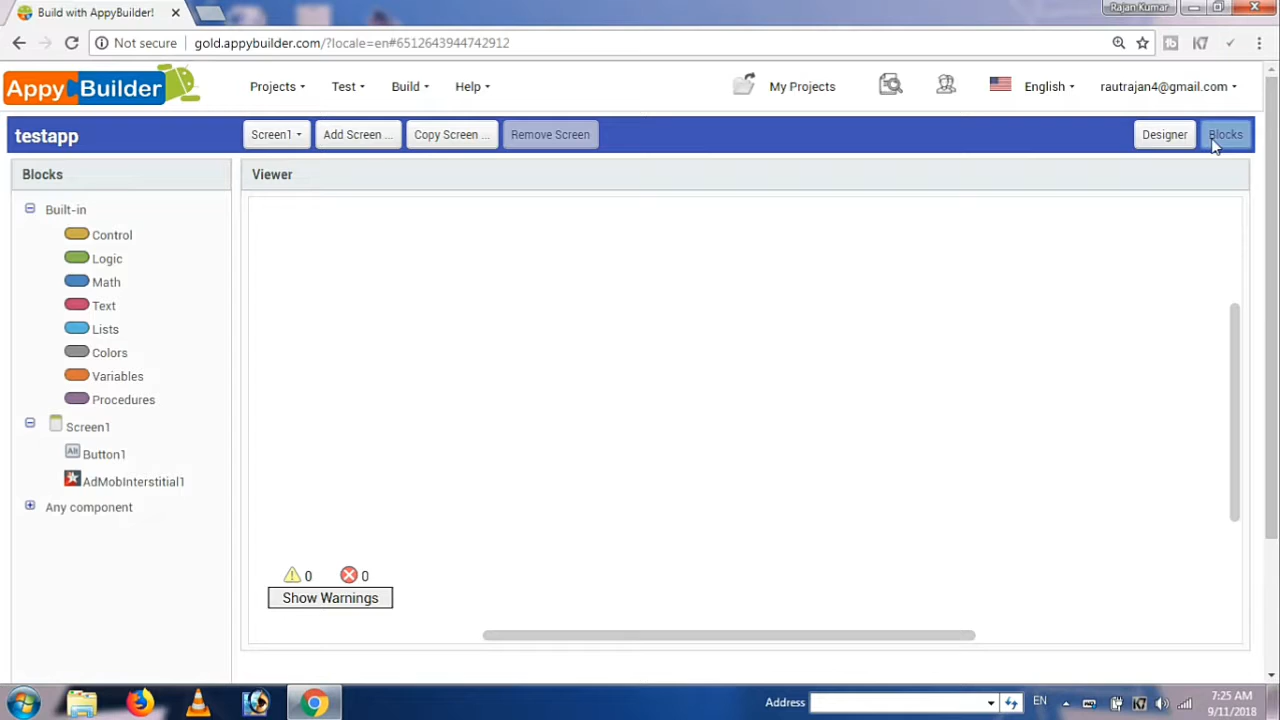 Build with AppyBuilder!
Rajan Kumar
Not secure
gold.appybuilder.com/?locale=en#6512643944742912
Appy Builder
Projects
Test
Build
Help
My Projects
English
rautrajan4@gmail.com
testapp
Screen1
Add Screen ...
Copy Screen ...
Remove Screen
Designer
Blocks
Blocks
Viewer
Built-in
Control
Logic
Math
Text
Lists
Colors
Variables
Procedures
Screen1
Button1
AdMobInterstitial1
Any component
0
0
Show Warnings
Address
EN
7:25 AM
9/11/2018